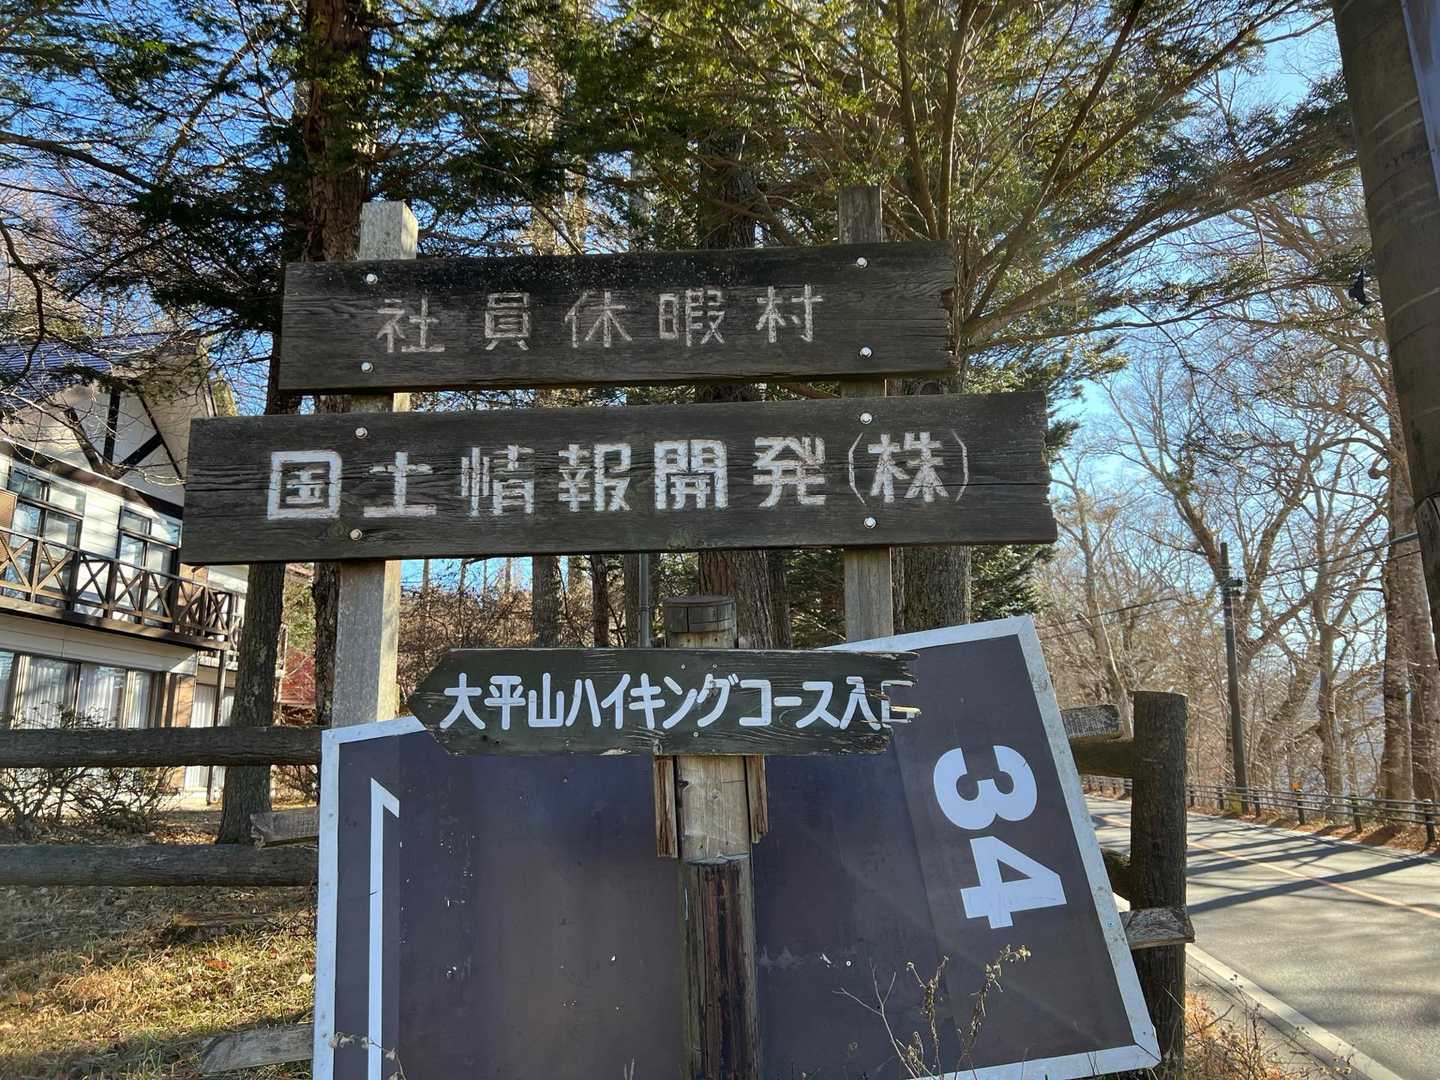 社員休暇村
国土情報開発(株)
大平山ハイキングコース入口
34